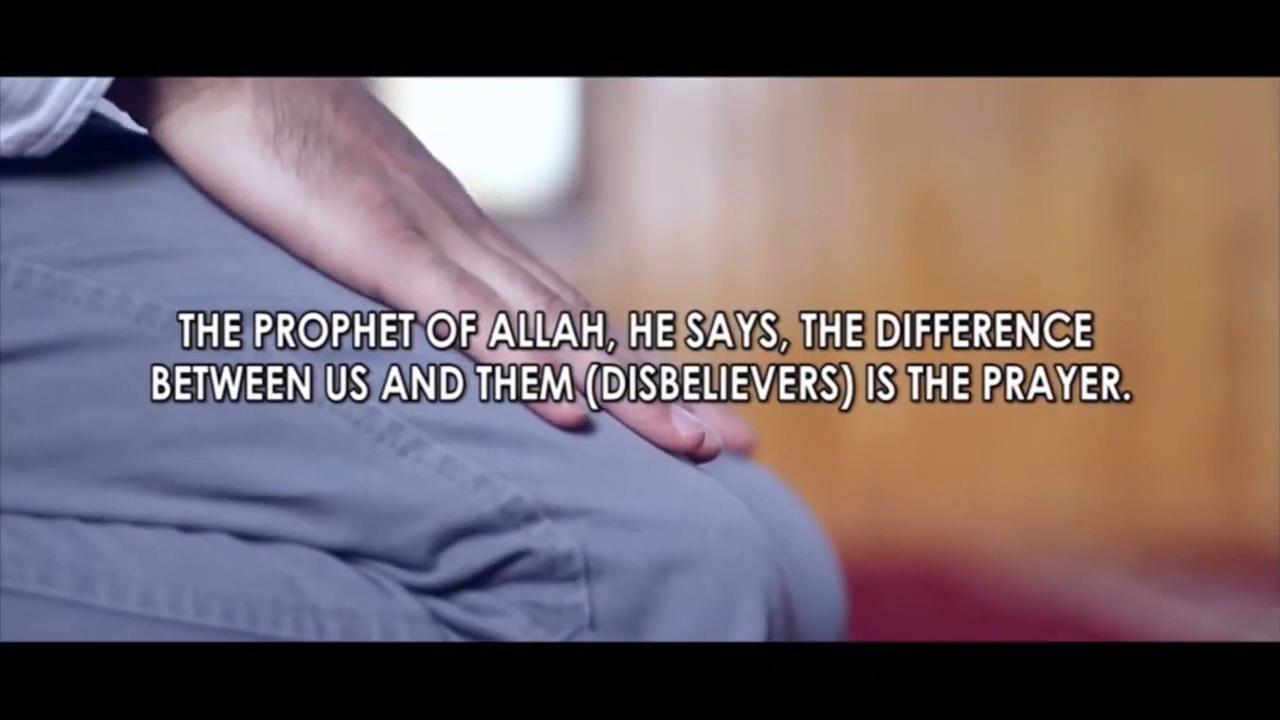 THE PROPHET OF ALLAH, HE SAYS, THE DIFFERENCE
BETWEEN US AND THEM (DISBELIEVERS) IS THE PRAYER.